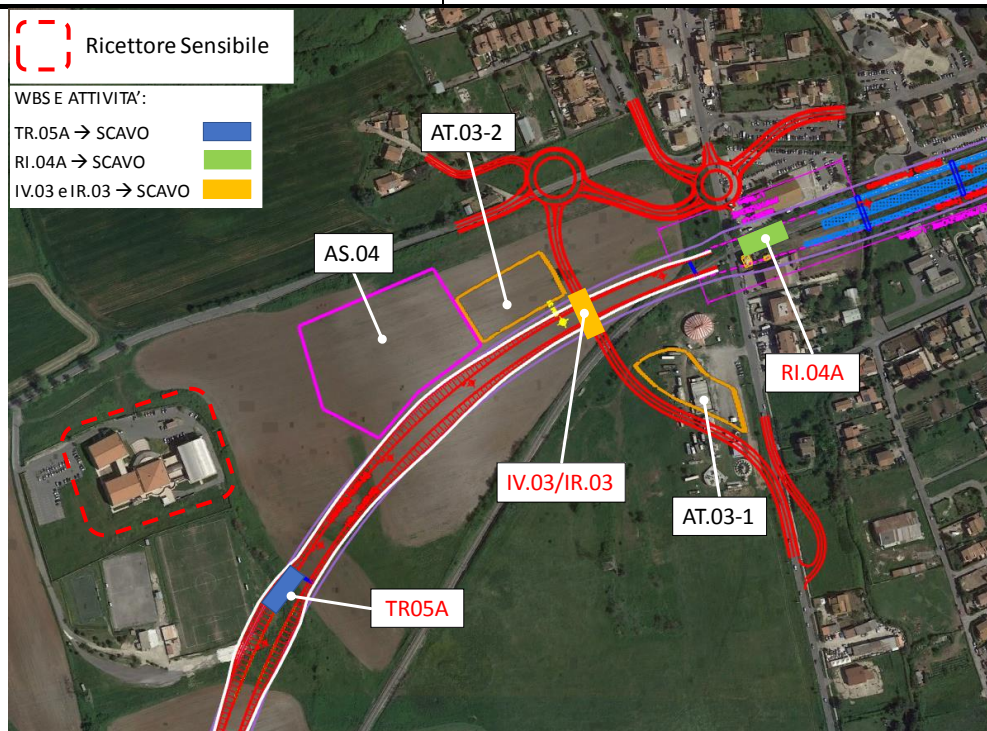 Ricettore Sensibile
WBS E ATTIVITA':
TR.05A → SCAVO
RI.04A → SCAVO
IV.03 e IR.03 → SCAVO
AT.03-2
AS.04
RI.04A
IV.03/IR.03
AT.03-1
TR05A